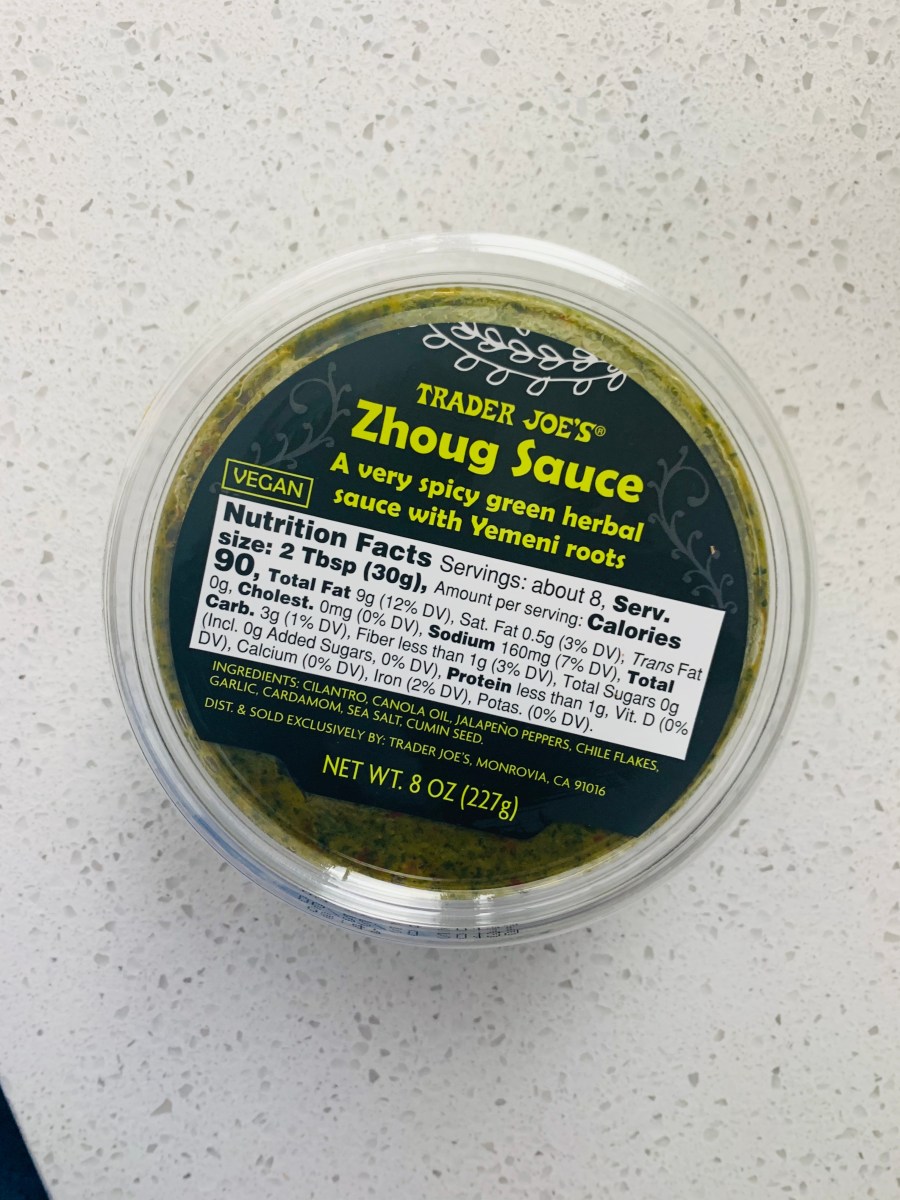 TRADER JOE'S®
Zhoug Sauce
A very spicy green herbal
sauce with Yemeni roots
VEGAN
Nutrition Facts Servings: about 8, Serv.
size: 2 Tbsp (30g), Amount per serving: Calories
90, Total Fat 9g (12% DV), Sat. Fat 0.5g (3% DV), Trans Fat
0g, Cholest. 0mg (0% DV), Sodium 160mg (7% DV), Total
Carb. 3g (1% DV), Fiber less than 1g (3% DV), Total Sugars 0g
(Incl. 0g Added Sugars, 0% DV), Protein less than 1g, Vit. D (0%
DV), Calcium (0% DV), Iron (2% DV), Potas. (0% DV).
INGREDIENTS: CILANTRO, CANOLA OIL, JALAPEÑO PEPPERS, CHILE FLAKES,
GARLIC, CARDAMOM, SEA SALT, CUMIN SEED.
DIST. & SOLD EXCLUSIVELY BY: TRADER JOE'S, MONROVIA, CA 91016
NET WT. 8 OZ (227g)